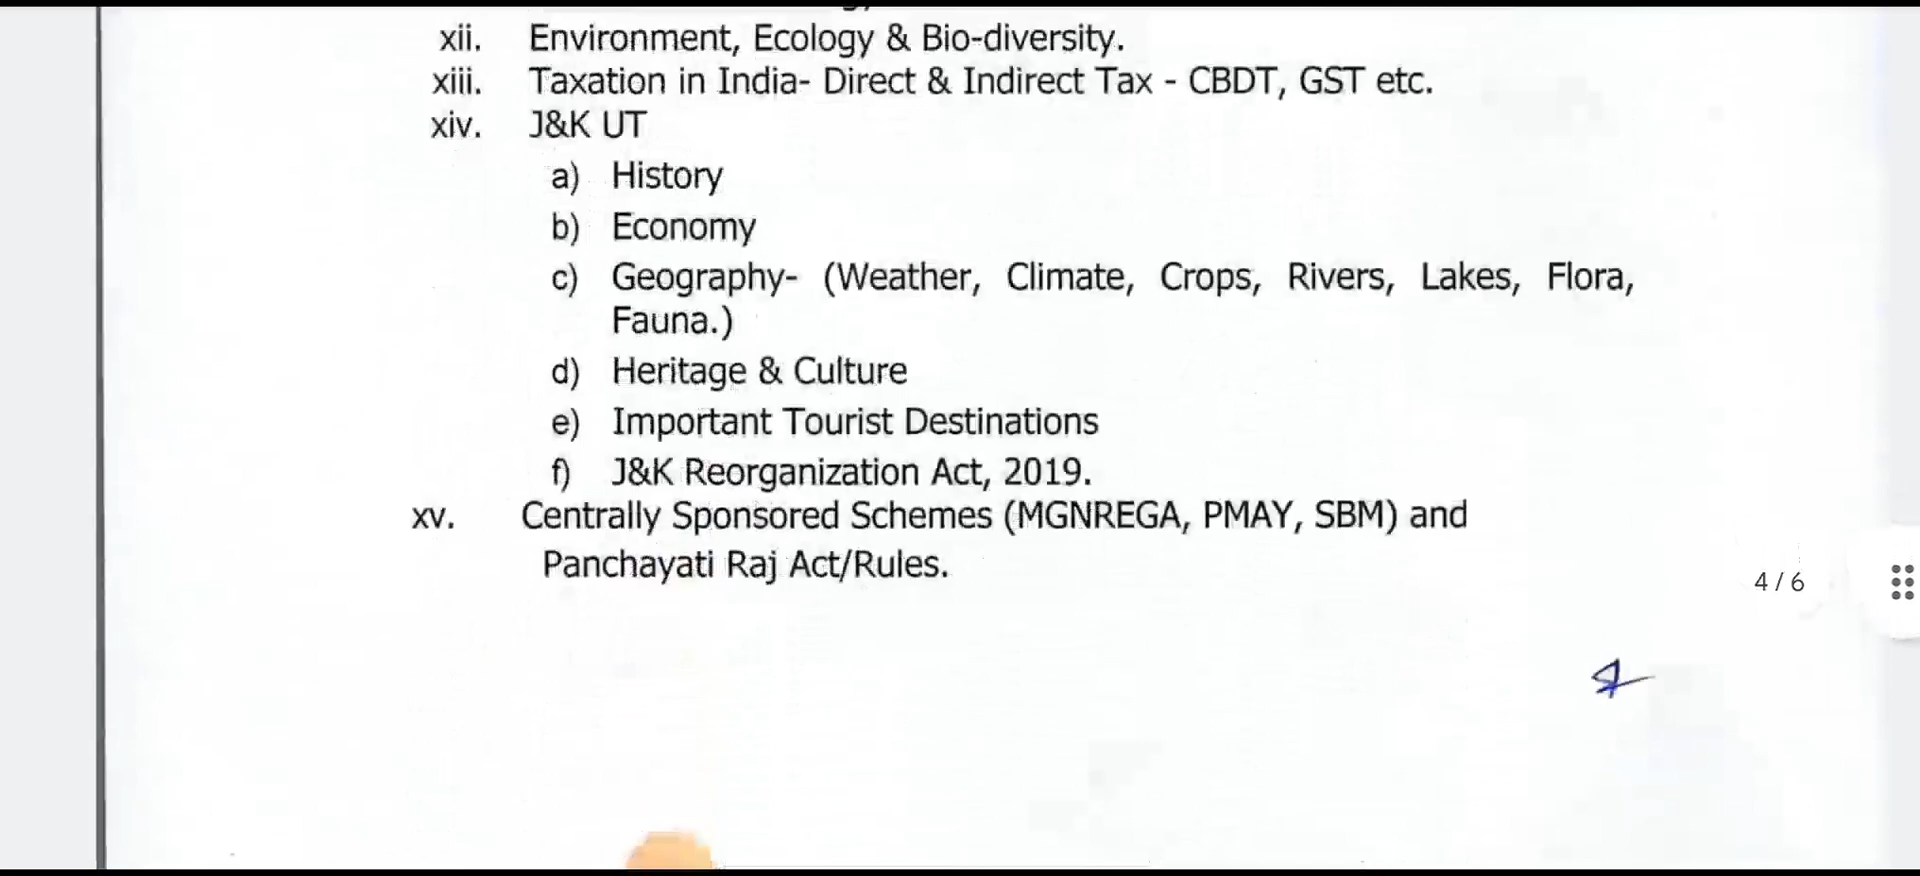 xii. Environment, Ecology & Bio-diversity.
xiii. Taxation in India- Direct & Indirect Tax - CBDT, GST etc.
xiv. J&K UT
a) History
b) Economy
c) Geography- (Weather, Climate, Crops, Rivers, Lakes, Flora,
Fauna.)
d) Heritage & Culture
e) Important Tourist Destinations
f) J&K Reorganization Act, 2019.
xv. Centrally Sponsored Schemes (MGNREGA, PMAY, SBM) and
Panchayati Raj Act/Rules.
4 / 6